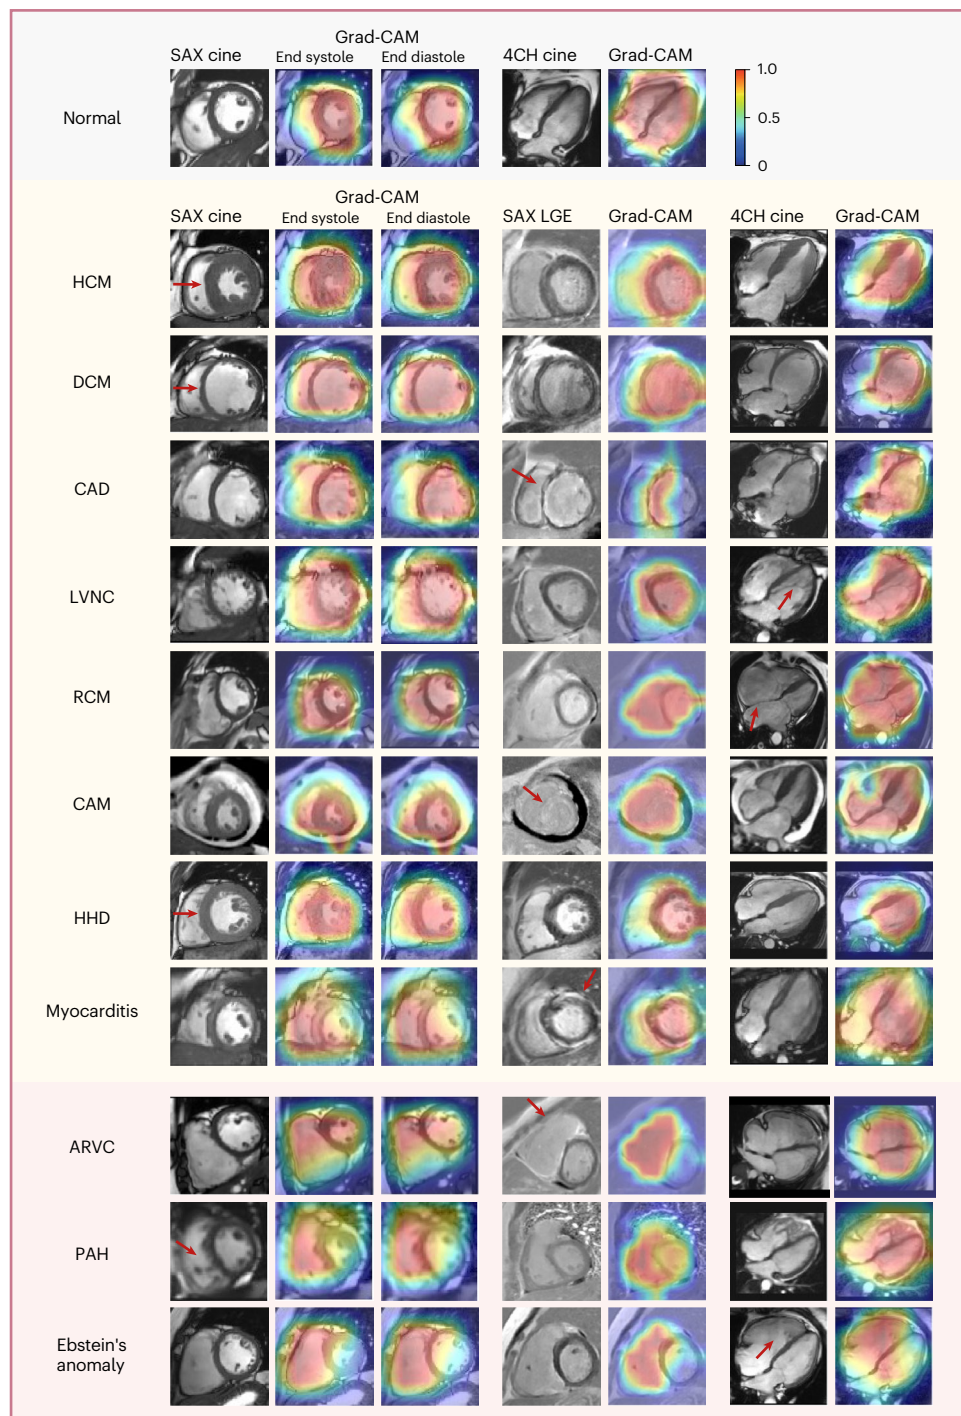 Grad-CAM
SAX cine End systole End diastole 4CH cine Grad-CAM
Normal
1.0
0.5
0
Grad-CAM
SAX cine End systole End diastole SAX LGE Grad-CAM 4CH cine Grad-CAM
HCM
DCM
CAD
LVNC
RCM
CAM
HHD
Myocarditis
ARVC
PAH
Ebstein's
anomaly